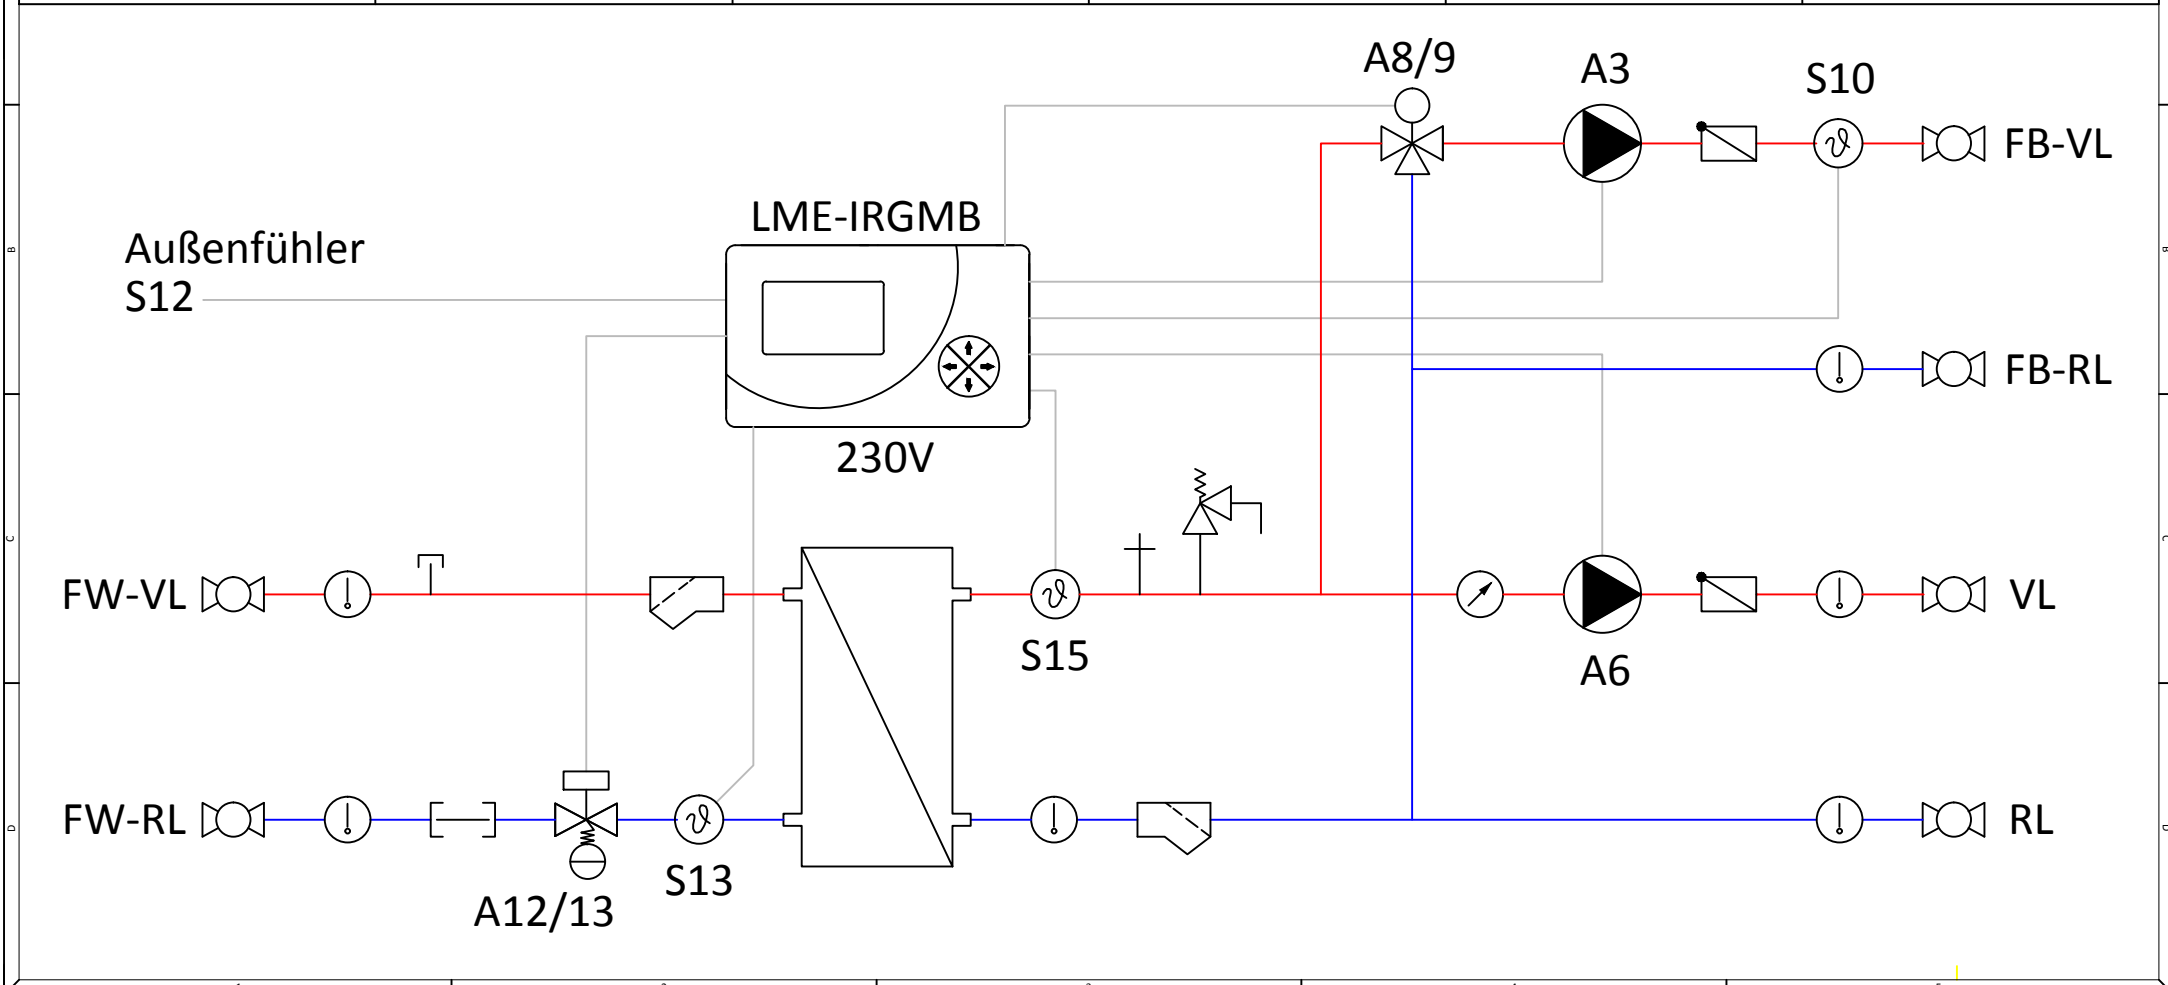 A8/9
A3
S10
FB-VL
LME-IRGMB
Außenfühler
S12
B
FB-RL
230V
C
FW-VL
VL
S15
A6
FW-RL
RL
D
S13
A12/13